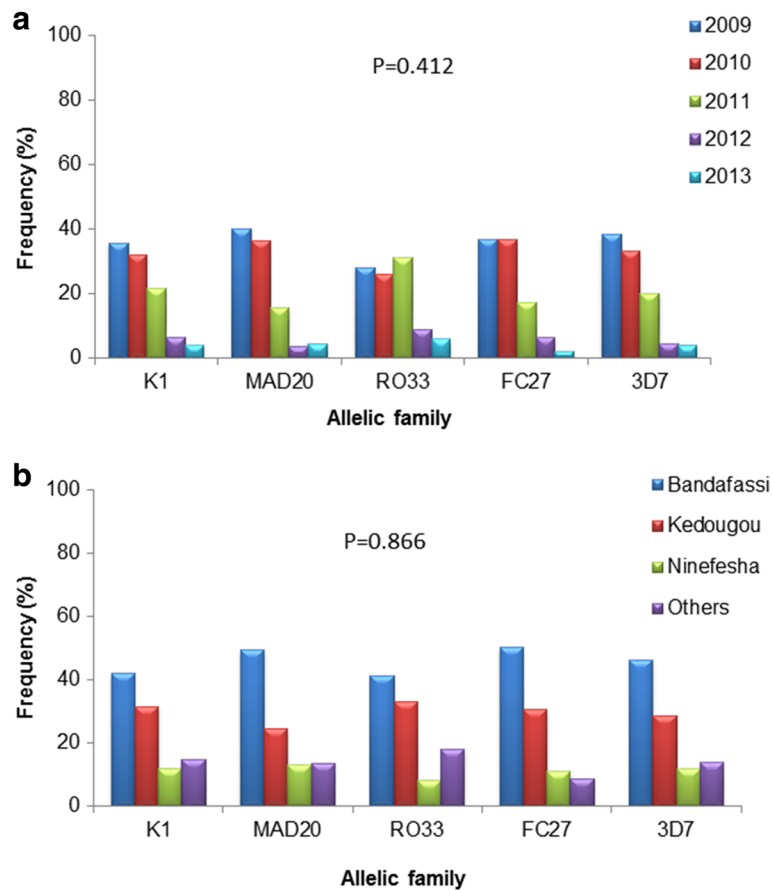 a
100
80
60
40
20
0
Frequency (%)
P=0.412
2009
2010
2011
2012
2013
K1 MAD20 RO33 FC27 3D7
Allelic family
b
100
80
60
40
20
0
Frequency (%)
P=0.866
Bandafassi
Kedougou
Ninefesha
Others
K1 MAD20 RO33 FC27 3D7
Allelic family